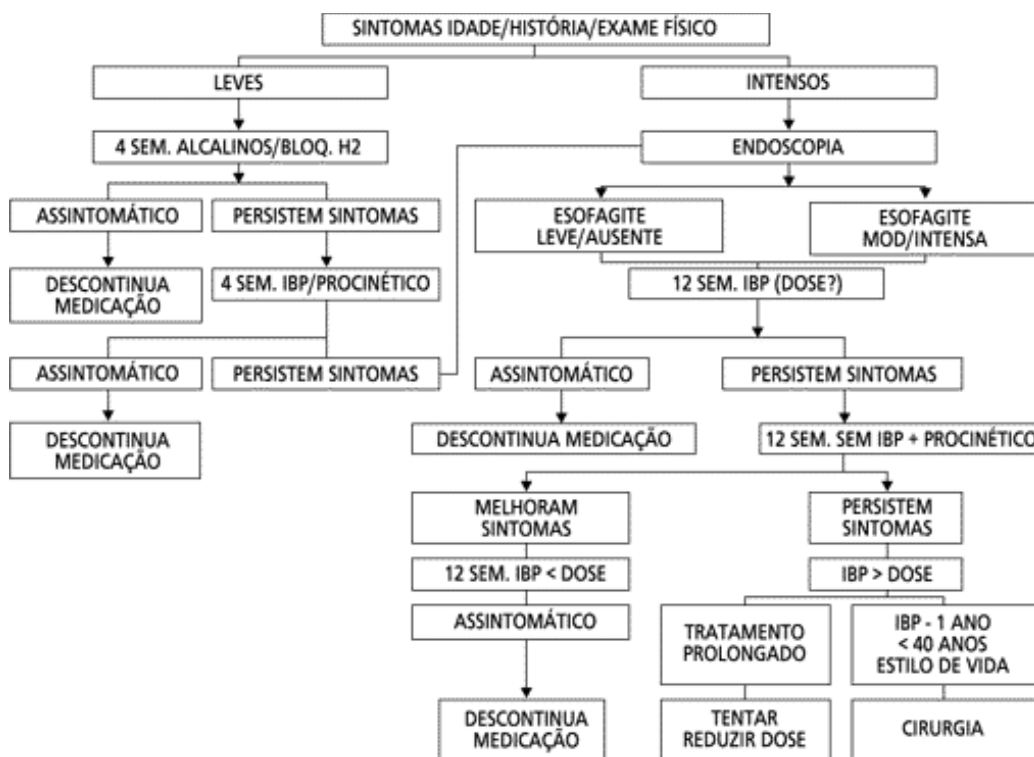 SINTOMAS IDADE/HISTÓRIA/EXAME FÍSICO
LEVES
INTENSOS
4 SEM. ALCALINOS/BLOQ. H2
ENDOSCOPIA
ASSINTOMÁTICO
PERSISTEM SINTOMAS
ESOFAGITE
LEVE/AUSENTE
ESOFAGITE
MOD/INTENSA
DESCONTINUA
MEDICAÇÃO
4 SEM. IBP/PROCINÉTICO
12 SEM. IBP (DOSE?)
ASSINTOMÁTICO
PERSISTEM SINTOMAS
ASSINTOMÁTICO
PERSISTEM SINTOMAS
DESCONTINUA
MEDICAÇÃO
DESCONTINUA MEDICAÇÃO
12 SEM. SEM IBP + PROCINÉTICO
MELHORAM
SINTOMAS
PERSISTEM
SINTOMAS
12 SEM. IBP < DOSE
IBP > DOSE
ASSINTOMÁTICO
TRATAMENTO
PROLONGADO
IBP - 1 ANO
< 40 ANOS
ESTILO DE VIDA
DESCONTINUA
MEDICAÇÃO
TENTAR
REDUZIR DOSE
CIRURGIA